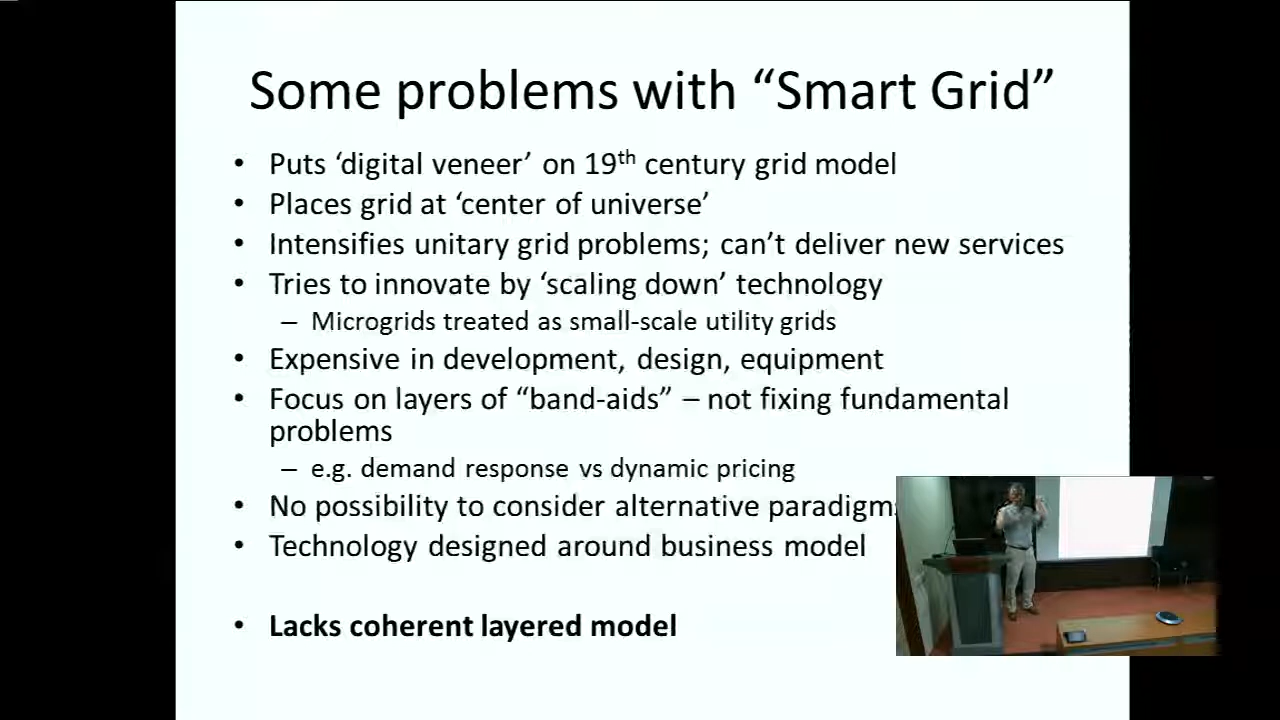 Some problems with “Smart Grid”
• Puts ‘digital veneer’ on 19th century grid model
• Places grid at ‘center of universe’
• Intensifies unitary grid problems; can’t deliver new services
• Tries to innovate by ‘scaling down’ technology
– Microgrids treated as small-scale utility grids
• Expensive in development, design, equipment
• Focus on layers of “band-aids” – not fixing fundamental
problems
– e.g. demand response vs dynamic pricing
• No possibility to consider alternative paradigms
• Technology designed around business model
• Lacks coherent layered model